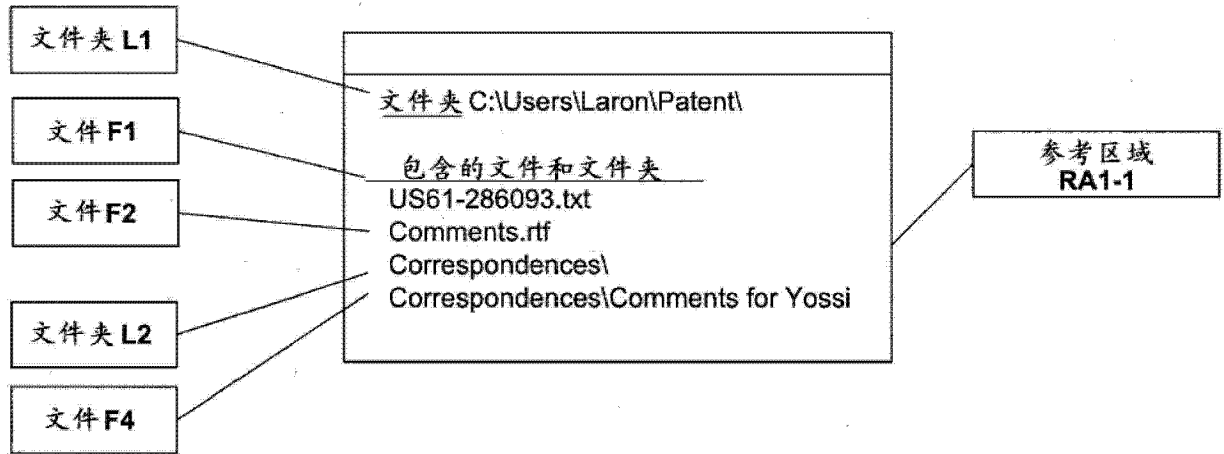 文件夹 L1
文件 F1
文件 F2
文件夹 L2
文件 F4
文件夹 C:\Users\Laron\Patent\
包含的文件和文件夹
US61-286093.txt
Comments.rtf
Correspondences\
Correspondences\Comments for Yossi
参考区域
RA1-1